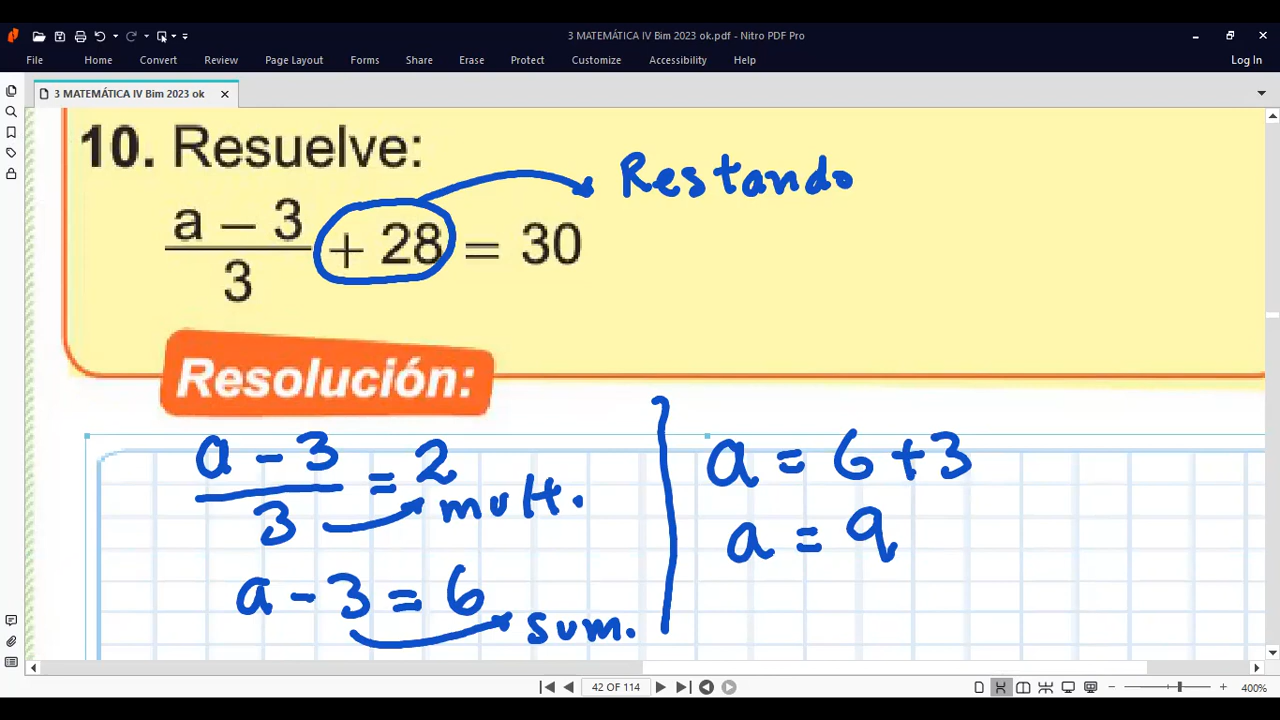 3 MATEMÁTICA IV Bim 2023 ok.pdf - Nitro PDF Pro
File Home Convert Review Page Layout Forms Share Erase Protect Customize Accessibility Help Log In
3 MATEMÁTICA IV Bim 2023 ok
10. Resuelve:
Restando
a – 3
3
+ 28 = 30
Resolución:
a - 3
3
= 2
mult.
a - 3 = 6
sum.
a = 6 + 3
a = 9
42 OF 114
400%